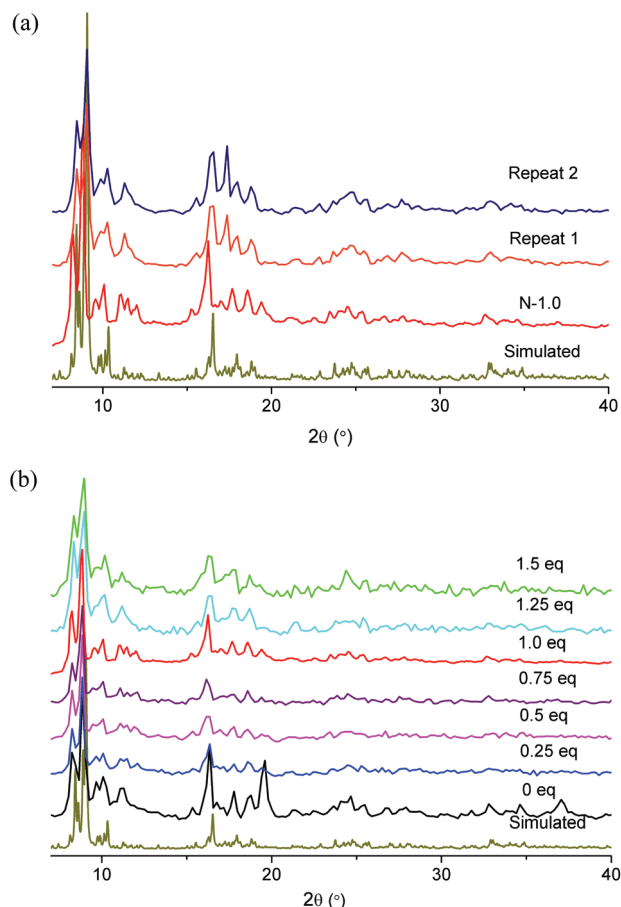 (a)
Repeat 2
Repeat 1
N-1.0
Simulated
10 20 30 40
2θ (°)
(b)
1.5 eq
1.25 eq
1.0 eq
0.75 eq
0.5 eq
0.25 eq
0 eq
Simulated
10 20 30 40
2θ (°)